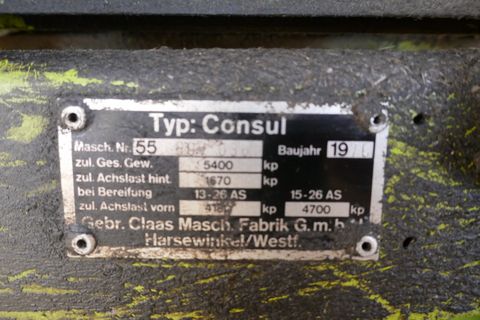 Typ: Consul
Masch. Nr. 55 Baujahr 19
zul. Ges. Gew. 5400 kp
zul. Achslast hint. 1670 kp
bei Bereifung 13-26 AS 15-26 AS
zul. Achslast vorn kp 4700 kp
Gebr. Claas Masch. Fabrik G.m.b.H
Harsewinkel/Westf.